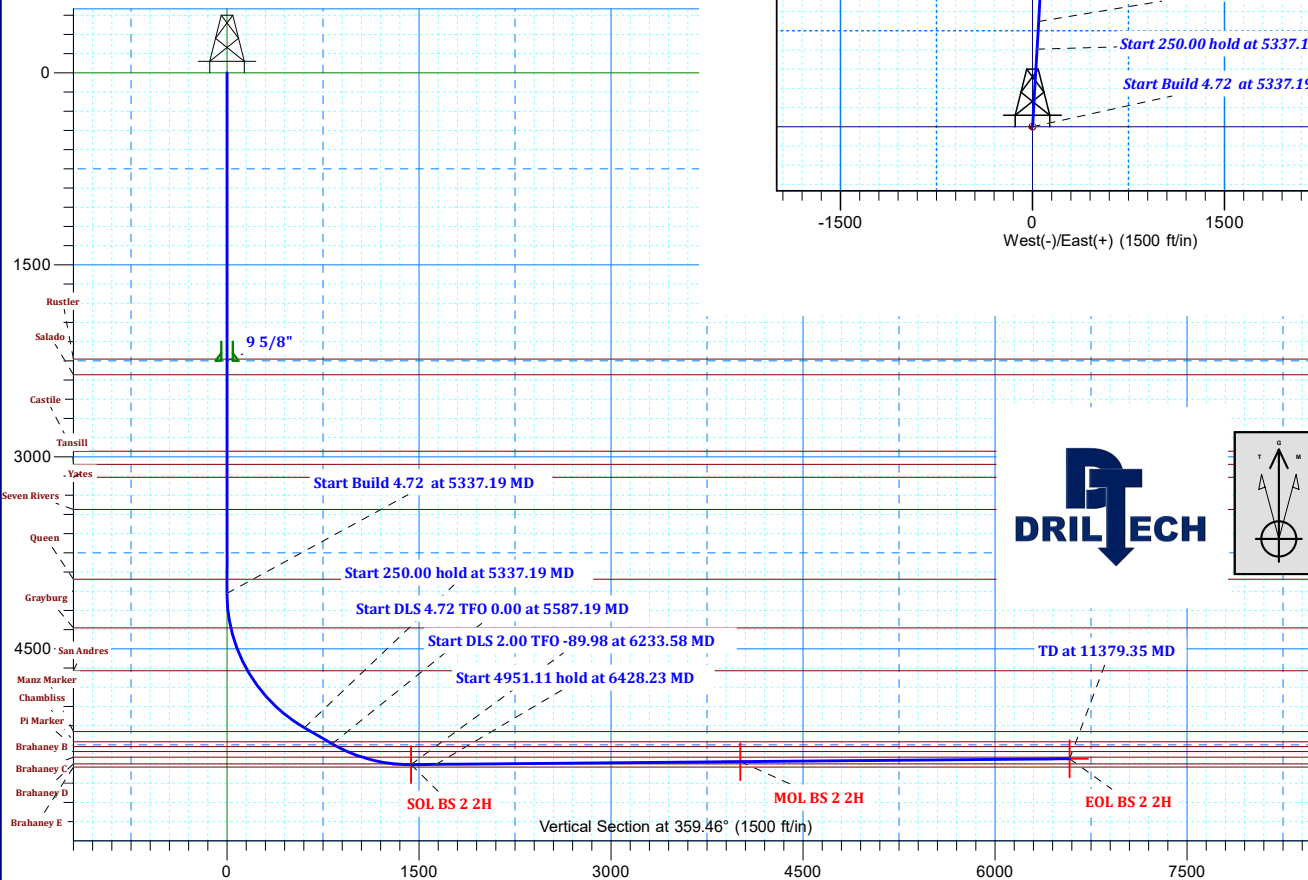 0
1500
3000
4500
Rustler
Salado
Castile
Tansill
Yates
Seven Rivers
Queen
Grayburg
San Andres
Manz Marker
Chambliss
Pi Marker
Brahaney B
Brahaney C
Brahaney D
Brahaney E
9 5/8"
Start Build 4.72 at 5337.19 MD
Start 250.00 hold at 5337.19 MD
Start DLS 4.72 TFO 0.00 at 5587.19 MD
Start DLS 2.00 TFO -89.98 at 6233.58 MD
Start 4951.11 hold at 6428.23 MD
TD at 11379.35 MD
SOL BS 2 2H
MOL BS 2 2H
EOL BS 2 2H
Vertical Section at 359.46° (1500 ft/in)
0
1500
3000
4500
6000
7500
Start 250.00 hold at 5337.1
Start Build 4.72 at 5337.19
-1500
0
1500
West(-)/East(+) (1500 ft/in)
DT
DRILTECH
G
T
M